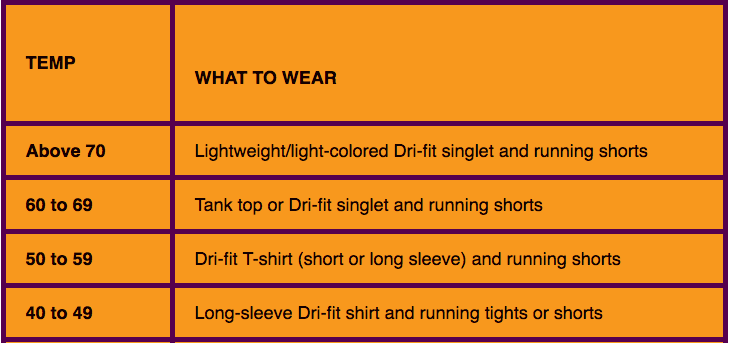 TEMP
WHAT TO WEAR
Above 70
Lightweight/light-colored Dri-fit singlet and running shorts
60 to 69
Tank top or Dri-fit singlet and running shorts
50 to 59
Dri-fit T-shirt (short or long sleeve) and running shorts
40 to 49
Long-sleeve Dri-fit shirt and running tights or shorts